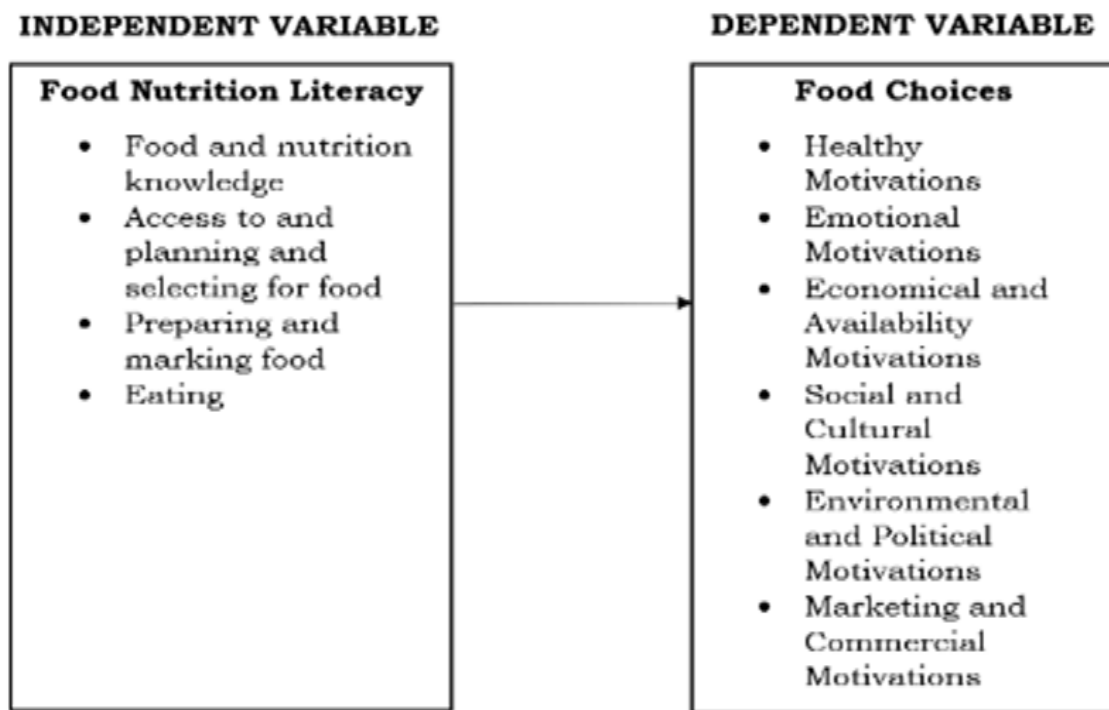 INDEPENDENT VARIABLE
Food Nutrition Literacy
• Food and nutrition
knowledge
• Access to and
planning and
selecting for food
• Preparing and
marking food
• Eating
DEPENDENT VARIABLE
Food Choices
• Healthy
Motivations
• Emotional
Motivations
• Economical and
Availability
Motivations
• Social and
Cultural
Motivations
• Environmental
and Political
Motivations
• Marketing and
Commercial
Motivations